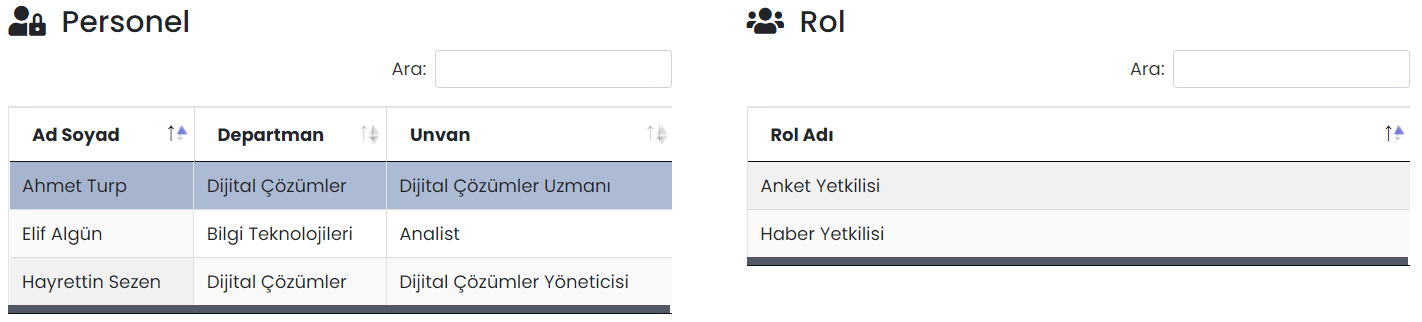 Personel
Ara:
Ad Soyad Departman Unvan
Ahmet Turp Dijital Çözümler Dijital Çözümler Uzmanı
Elif Algün Bilgi Teknolojileri Analist
Hayrettin Sezen Dijital Çözümler Dijital Çözümler Yöneticisi
Rol
Ara:
Rol Adı
Anket Yetkilisi
Haber Yetkilisi